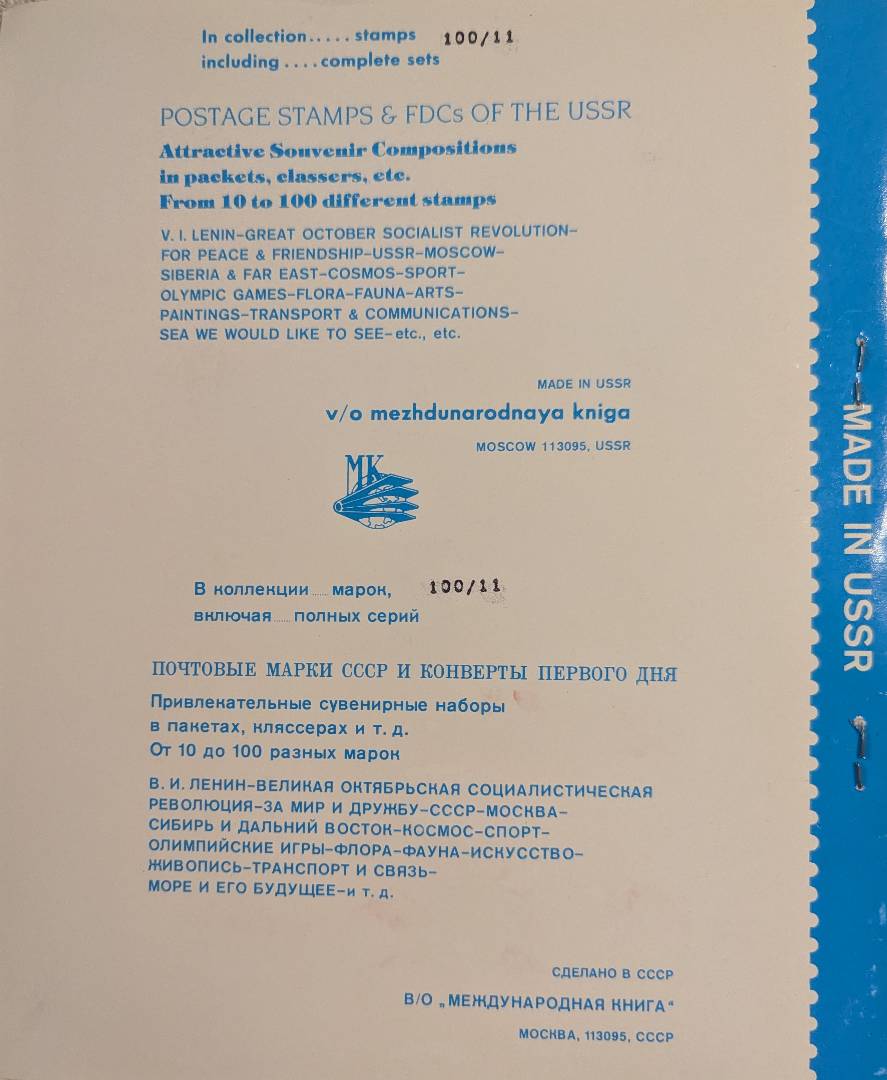 In collection..... stamps 100/11
including ....complete sets
POSTAGE STAMPS & FDCs OF THE USSR
Attractive Souvenir Compositions
in packets, classers, etc.
From 10 to 100 different stamps
V. I. LENIN–GREAT OCTOBER SOCIALIST REVOLUTION–
FOR PEACE & FRIENDSHIP–USSR–MOSCOW–
SIBERIA & FAR EAST–COSMOS–SPORT–
OLYMPIC GAMES–FLORA–FAUNA–ARTS–
PAINTINGS–TRANSPORT & COMMUNICATIONS–
SEA WE WOULD LIKE TO SEE–etc., etc.
MADE IN USSR
v/o mezhdunarodnaya kniga
MOSCOW 113095, USSR
МК
В коллекции ..... марок, 100/11
включая ..... полных серий
ПОЧТОВЫЕ МАРКИ СССР И КОНВЕРТЫ ПЕРВОГО ДНЯ
Привлекательные сувенирные наборы
в пакетах, кляссерах и т. д.
От 10 до 100 разных марок
В. И. ЛЕНИН–ВЕЛИКАЯ ОКТЯБРЬСКАЯ СОЦИАЛИСТИЧЕСКАЯ
РЕВОЛЮЦИЯ–ЗА МИР И ДРУЖБУ–СССР–МОСКВА–
СИБИРЬ И ДАЛЬНИЙ ВОСТОК–КОСМОС–СПОРТ–
ОЛИМПИЙСКИЕ ИГРЫ–ФЛОРА–ФАУНА–ИСКУССТВО–
ЖИВОПИСЬ–ТРАНСПОРТ И СВЯЗЬ–
МОРЕ И ЕГО БУДУЩЕЕ–и т. д.
СДЕЛАНО В СССР
В/О „МЕЖДУНАРОДНАЯ КНИГА“
МОСКВА, 113095, СССР
MADE IN USSR